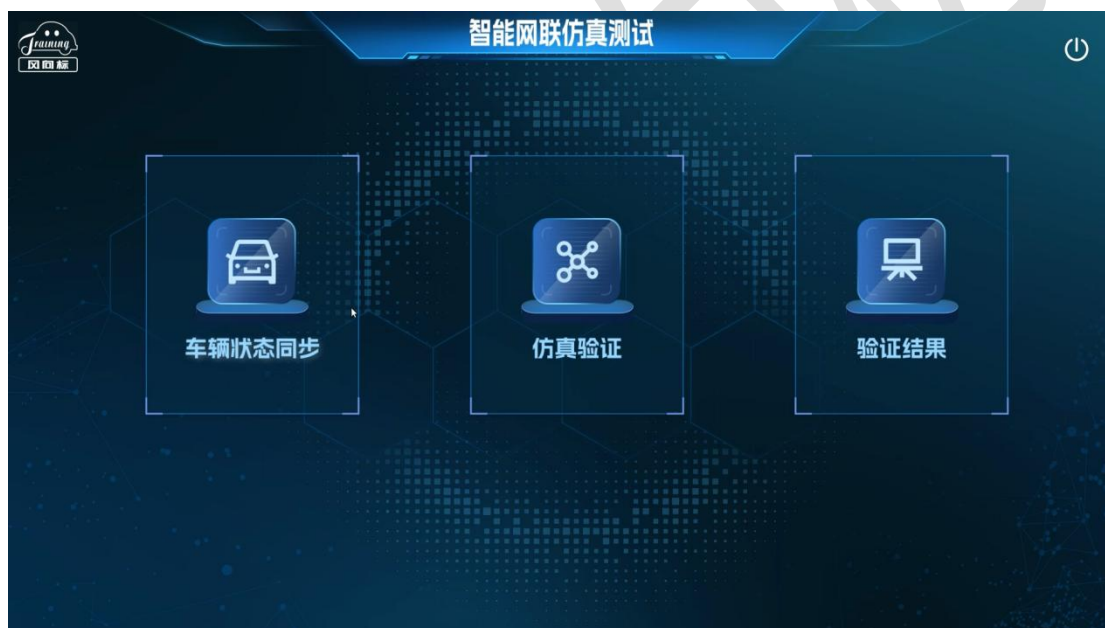 智能网联仿真测试
Training
风向标
车辆状态同步
仿真验证
验证结果